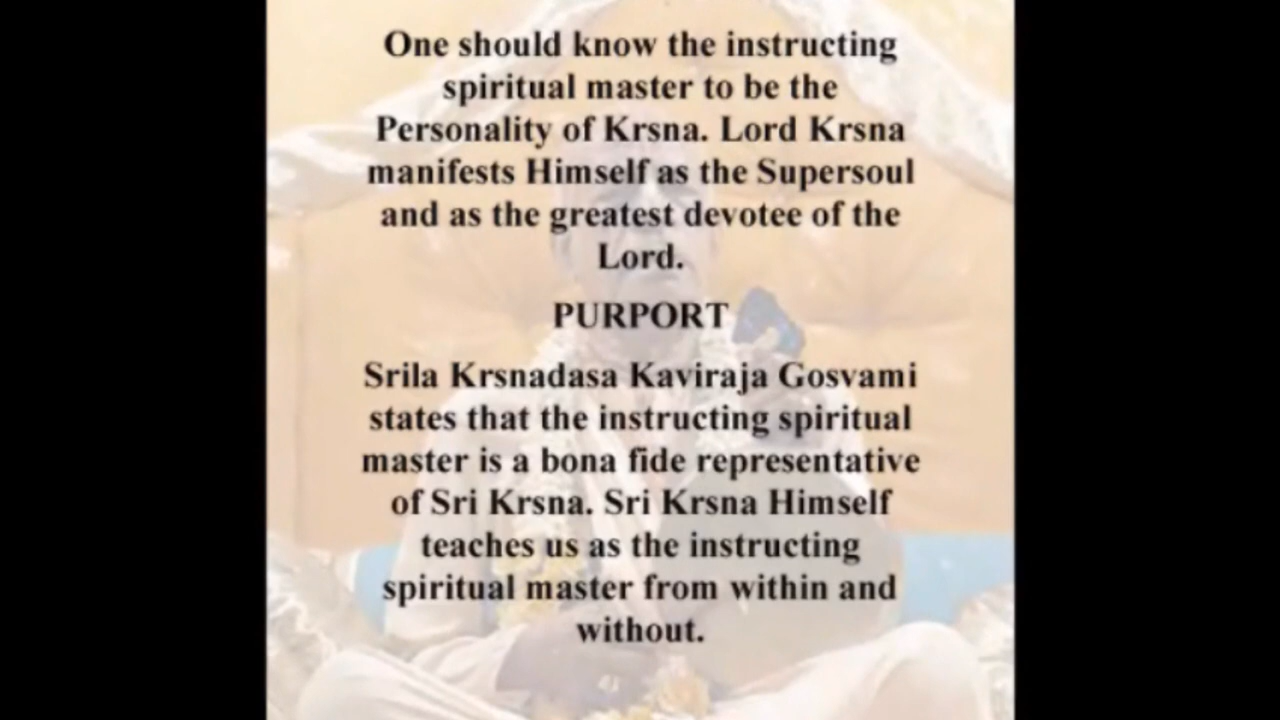 One should know the instructing
spiritual master to be the
Personality of Krsna. Lord Krsna
manifests Himself as the Supersoul
and as the greatest devotee of the
Lord.
PURPORT
Srila Krsnadasa Kaviraja Gosvami
states that the instructing spiritual
master is a bona fide representative
of Sri Krsna. Sri Krsna Himself
teaches us as the instructing
spiritual master from within and
without.